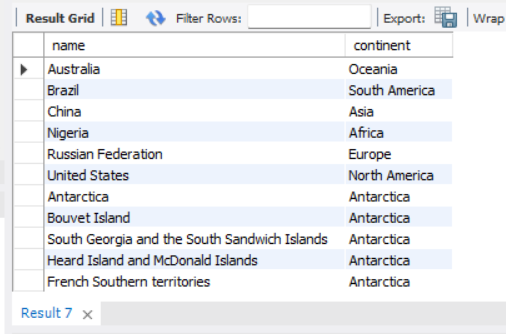 Result Grid Filter Rows: Export: Wrap
name continent
Australia Oceania
Brazil South America
China Asia
Nigeria Africa
Russian Federation Europe
United States North America
Antarctica Antarctica
Bouvet Island Antarctica
South Georgia and the South Sandwich Islands Antarctica
Heard Island and McDonald Islands Antarctica
French Southern territories Antarctica
Result 7 ×